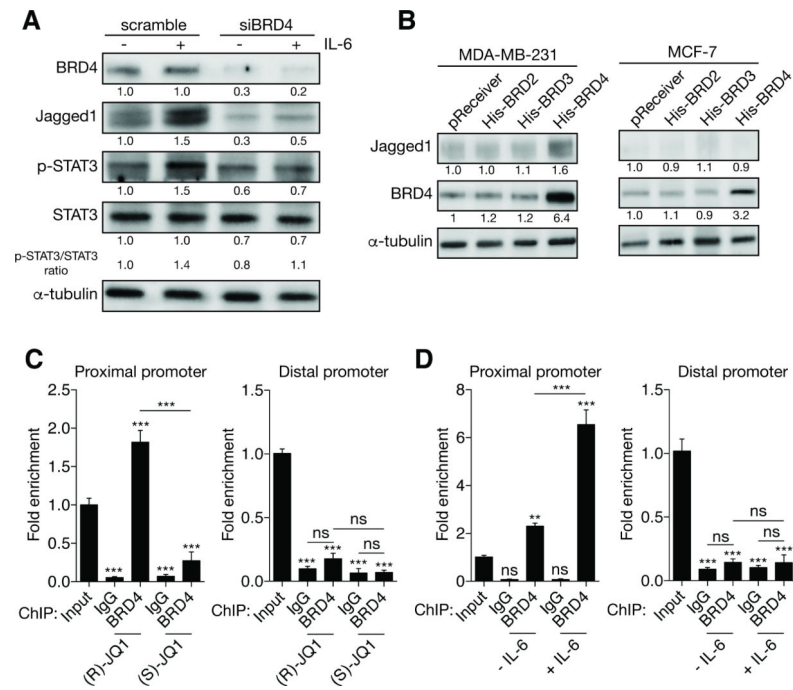 A
scramble siBRD4
- + - + IL-6
BRD4
1.0 1.0 0.3 0.2
Jagged1
1.0 1.5 0.3 0.5
p-STAT3
1.0 1.5 0.6 0.7
STAT3
1.0 1.0 0.7 0.7
p-STAT3/STAT3
ratio
1.0 1.4 0.8 1.1
α-tubulin
B
MDA-MB-231 MCF-7
pReceiver His-BRD2 His-BRD3 His-BRD4 pReceiver His-BRD2 His-BRD3 His-BRD4
Jagged1
1.0 1.0 1.1 1.6 1.0 0.9 1.1 0.9
BRD4
1 1.2 1.2 6.4 1.0 1.1 0.9 3.2
α-tubulin
C
Proximal promoter
Fold enrichment
2.5
2.0
1.5
1.0
0.5
0.0
*** *** *** *** ***
ChIP: Input IgG BRD4 IgG BRD4
(R)-JQ1 (S)-JQ1
Distal promoter
Fold enrichment
1.5
1.0
0.5
0.0
ns ns ns
*** *** *** ***
Input IgG BRD4 IgG BRD4
(R)-JQ1 (S)-JQ1
D
Proximal promoter
Fold enrichment
8
6
4
2
0
***
ns ** ns ***
ChIP: Input IgG BRD4 IgG BRD4
- IL-6 + IL-6
Distal promoter
Fold enrichment
1.5
1.0
0.5
0.0
ns ns ns
*** *** *** ***
Input IgG BRD4 IgG BRD4
- IL-6 + IL-6